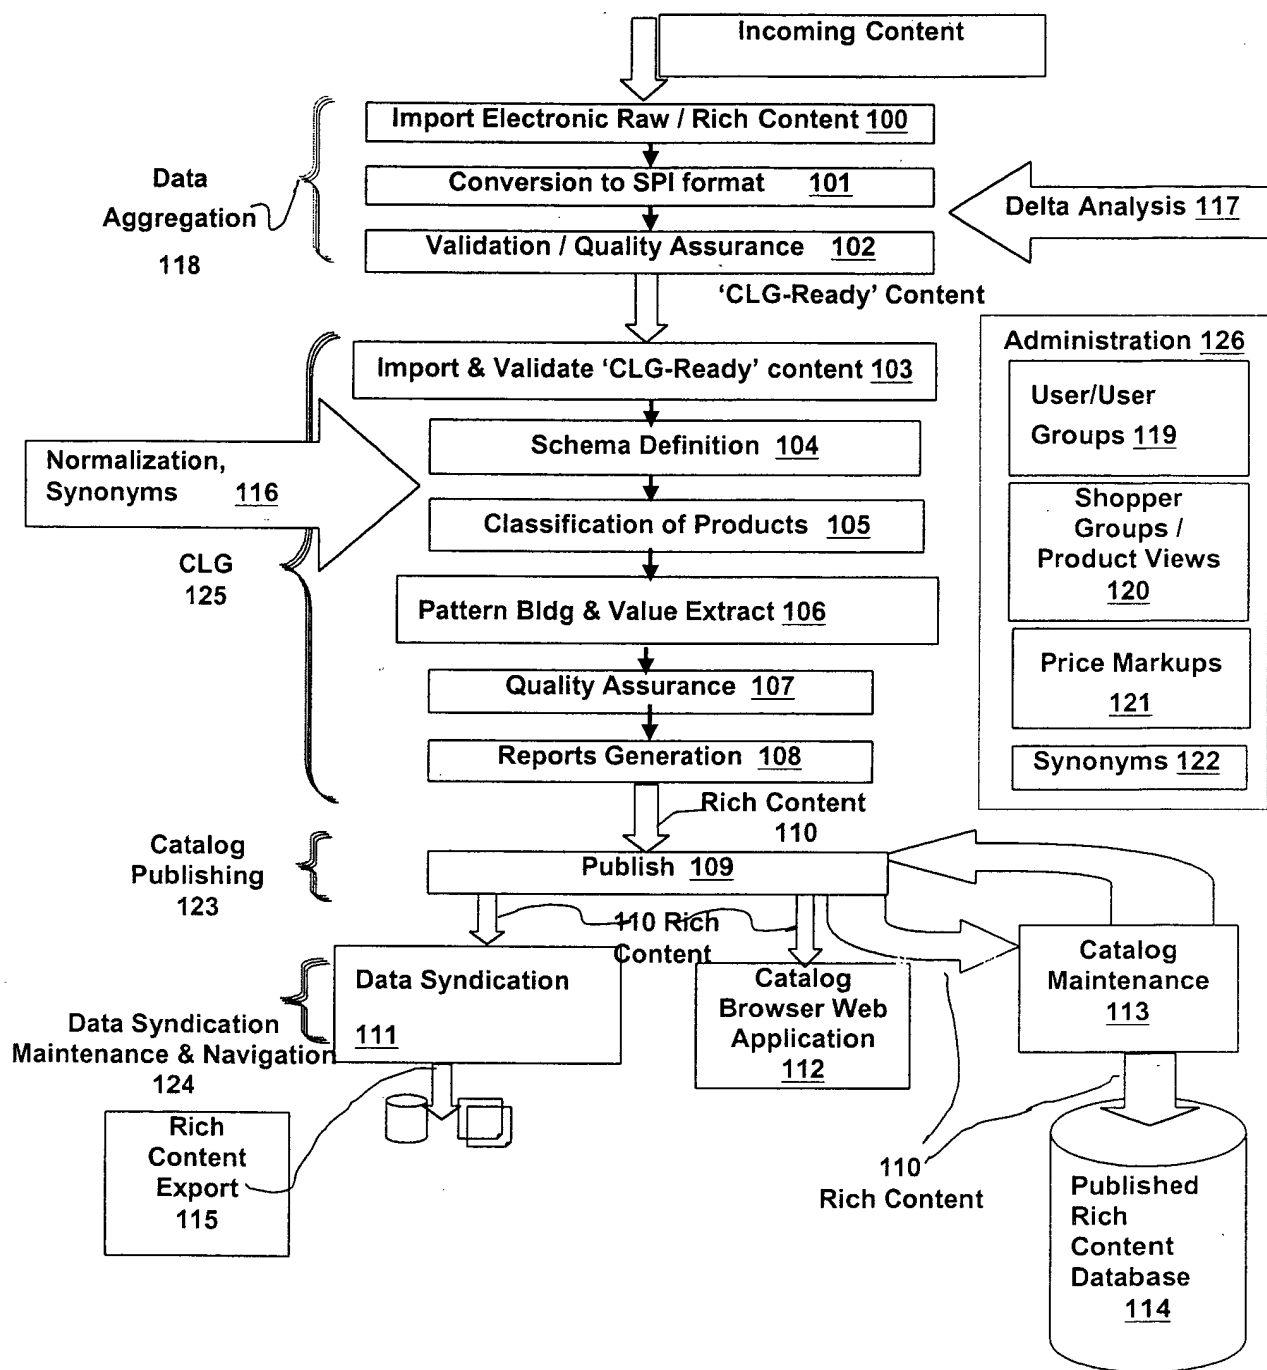 Incoming Content
Import Electronic Raw / Rich Content 100
Data
Aggregation
118
Conversion to SPI format 101
Delta Analysis 117
Validation / Quality Assurance 102
‘CLG-Ready’ Content
Import & Validate ‘CLG-Ready’ content 103
Schema Definition 104
Normalization,
Synonyms 116
Classification of Products 105
CLG
125
Pattern Bldg & Value Extract 106
Quality Assurance 107
Reports Generation 108
Administration 126
User/User
Groups 119
Shopper
Groups /
Product Views
120
Price Markups
121
Synonyms 122
Rich Content
110
Catalog
Publishing
123
Publish 109
110 Rich
Content
Data Syndication
111
Catalog
Browser Web
Application
112
Catalog
Maintenance
113
Data Syndication
Maintenance & Navigation
124
Rich
Content
Export
115
110
Rich Content
Published
Rich
Content
Database
114